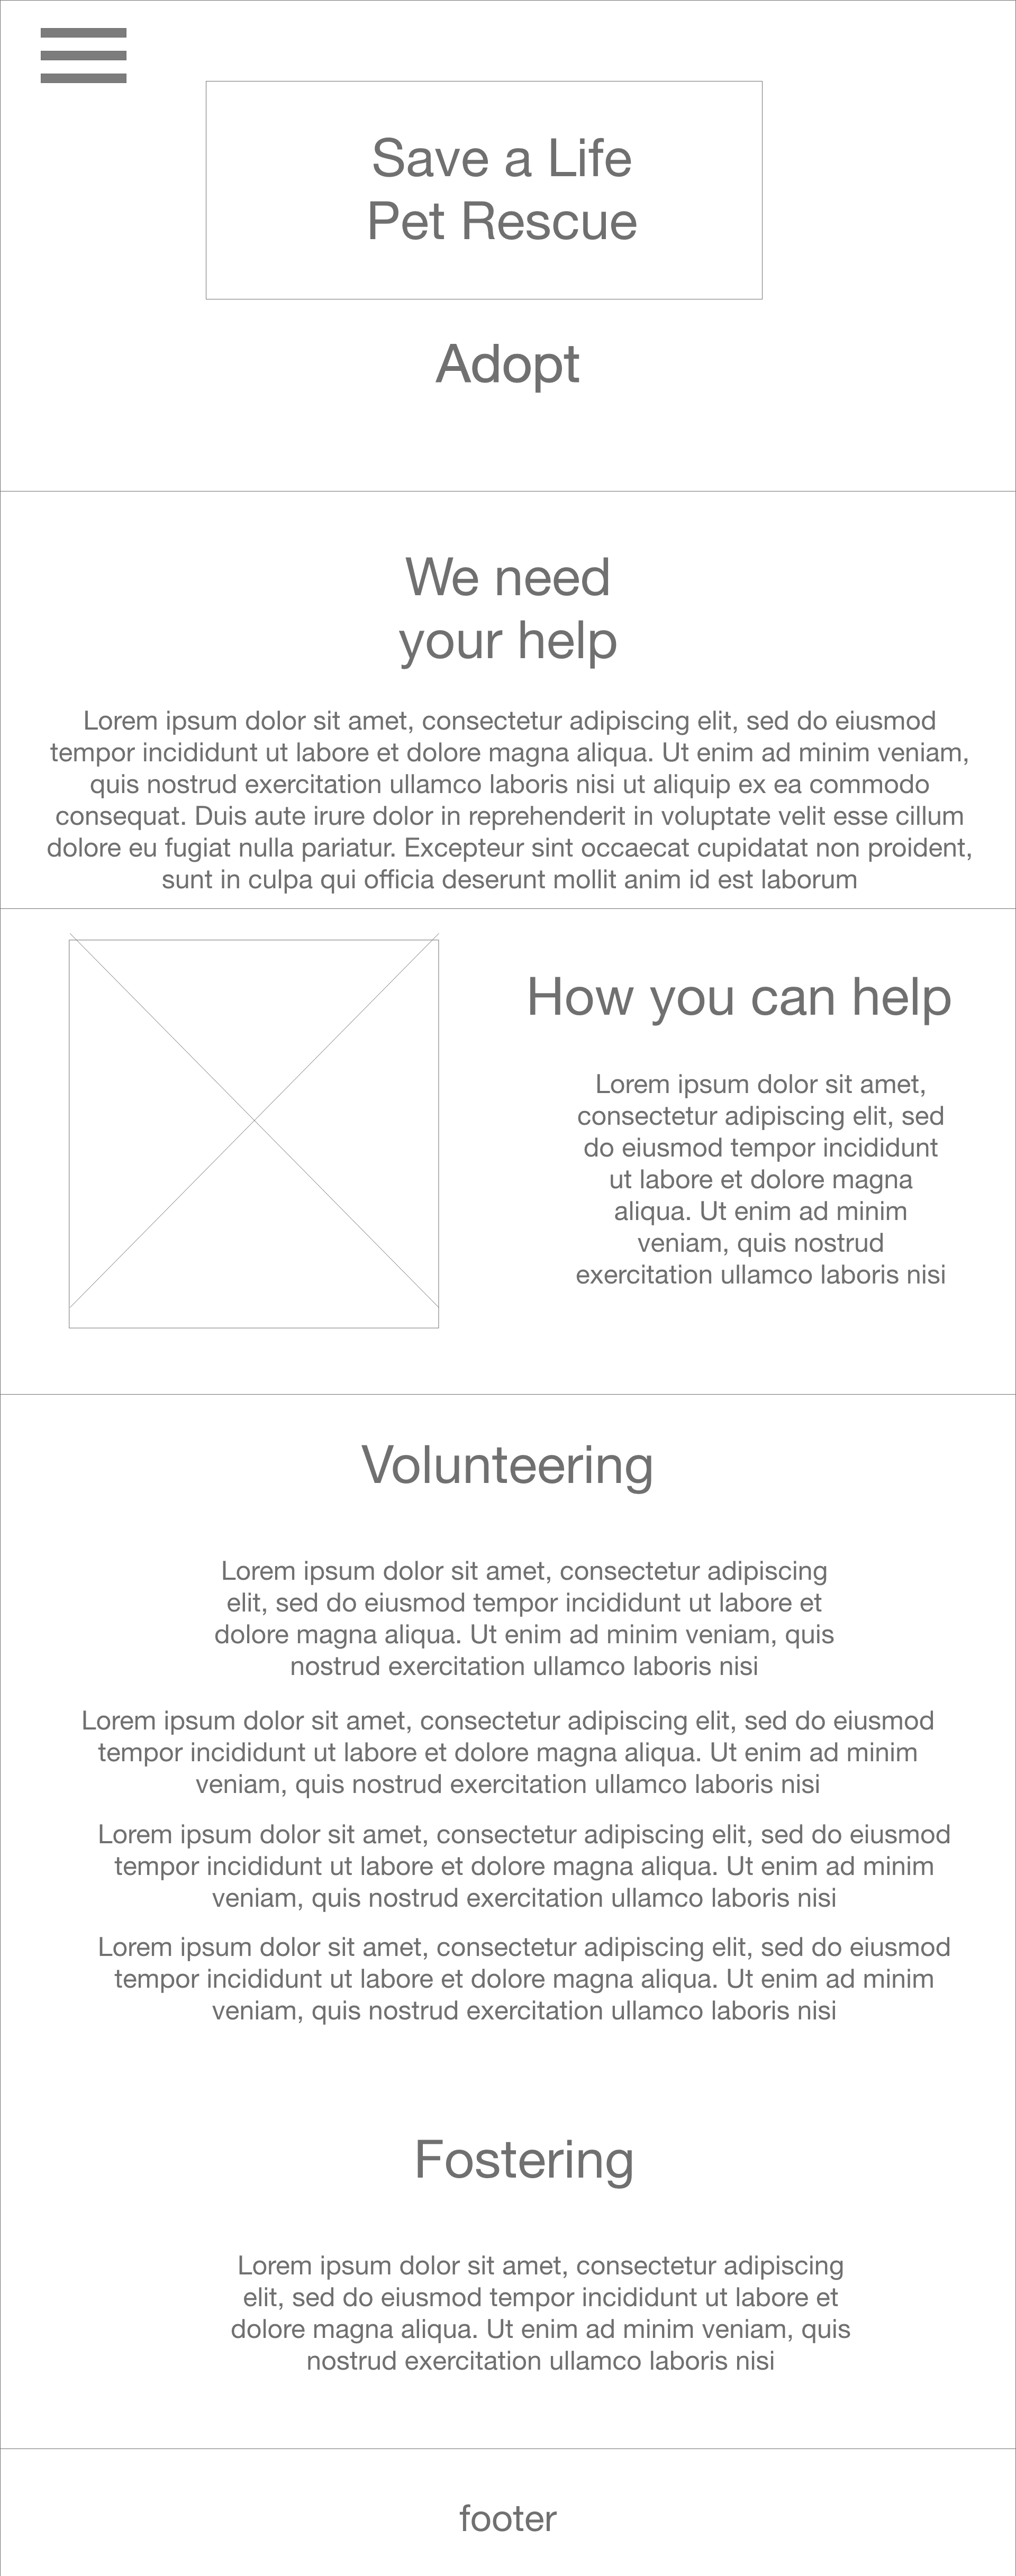 Save a Life
Pet Rescue
Adopt
We need
your help
Lorem ipsum dolor sit amet, consectetur adipiscing elit, sed do eiusmod
tempor incididunt ut labore et dolore magna aliqua. Ut enim ad minim veniam,
quis nostrud exercitation ullamco laboris nisi ut aliquip ex ea commodo
consequat. Duis aute irure dolor in reprehenderit in voluptate velit esse cillum
dolore eu fugiat nulla pariatur. Excepteur sint occaecat cupidatat non proident,
sunt in culpa qui officia deserunt mollit anim id est laborum
How you can help
Lorem ipsum dolor sit amet,
consectetur adipiscing elit, sed
do eiusmod tempor incididunt
ut labore et dolore magna
aliqua. Ut enim ad minim
veniam, quis nostrud
exercitation ullamco laboris nisi
Volunteering
Lorem ipsum dolor sit amet, consectetur adipiscing
elit, sed do eiusmod tempor incididunt ut labore et
dolore magna aliqua. Ut enim ad minim veniam, quis
nostrud exercitation ullamco laboris nisi
Lorem ipsum dolor sit amet, consectetur adipiscing elit, sed do eiusmod
tempor incididunt ut labore et dolore magna aliqua. Ut enim ad minim
veniam, quis nostrud exercitation ullamco laboris nisi
Lorem ipsum dolor sit amet, consectetur adipiscing elit, sed do eiusmod
tempor incididunt ut labore et dolore magna aliqua. Ut enim ad minim
veniam, quis nostrud exercitation ullamco laboris nisi
Lorem ipsum dolor sit amet, consectetur adipiscing elit, sed do eiusmod
tempor incididunt ut labore et dolore magna aliqua. Ut enim ad minim
veniam, quis nostrud exercitation ullamco laboris nisi
Fostering
Lorem ipsum dolor sit amet, consectetur adipiscing
elit, sed do eiusmod tempor incididunt ut labore et
dolore magna aliqua. Ut enim ad minim veniam, quis
nostrud exercitation ullamco laboris nisi
footer